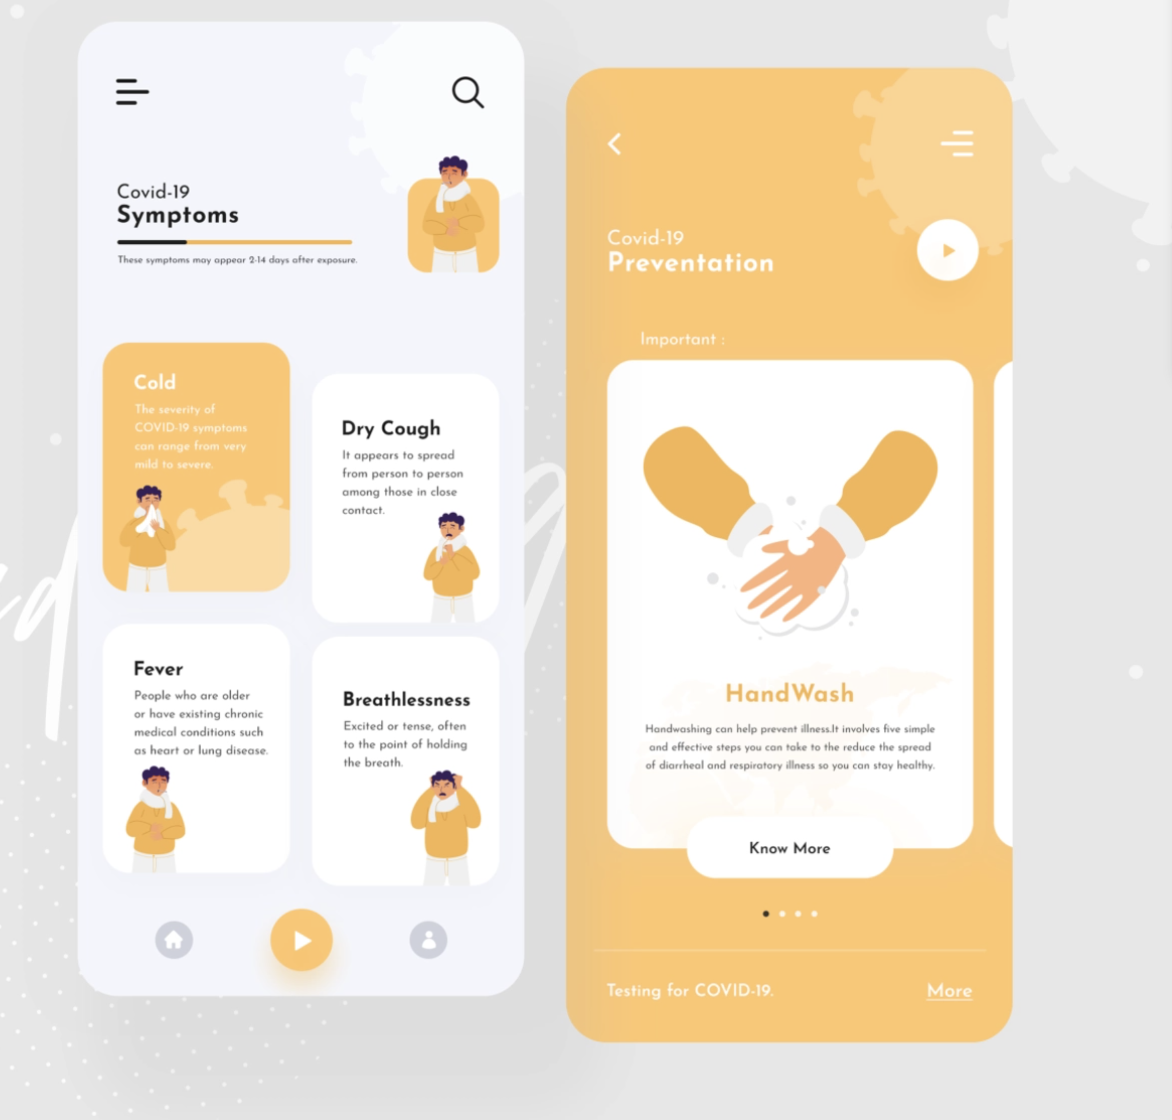 Covid-19
Symptoms
These symptoms may appear 2-14 days after exposure.
Cold
The severity of
COVID-19 symptoms
can range from very
mild to severe.
Dry Cough
It appears to spread
from person to person
among those in close
contact.
Fever
People who are older
or have existing chronic
medical conditions such
as heart or lung disease.
Breathlessness
Excited or tense, often
to the point of holding
the breath.
Covid-19
Preventation
Important :
HandWash
Handwashing can help prevent illness.It involves five simple
and effective steps you can take to the reduce the spread
of diarrheal and respiratory illness so you can stay healthy.
Know More
Testing for COVID-19.
More